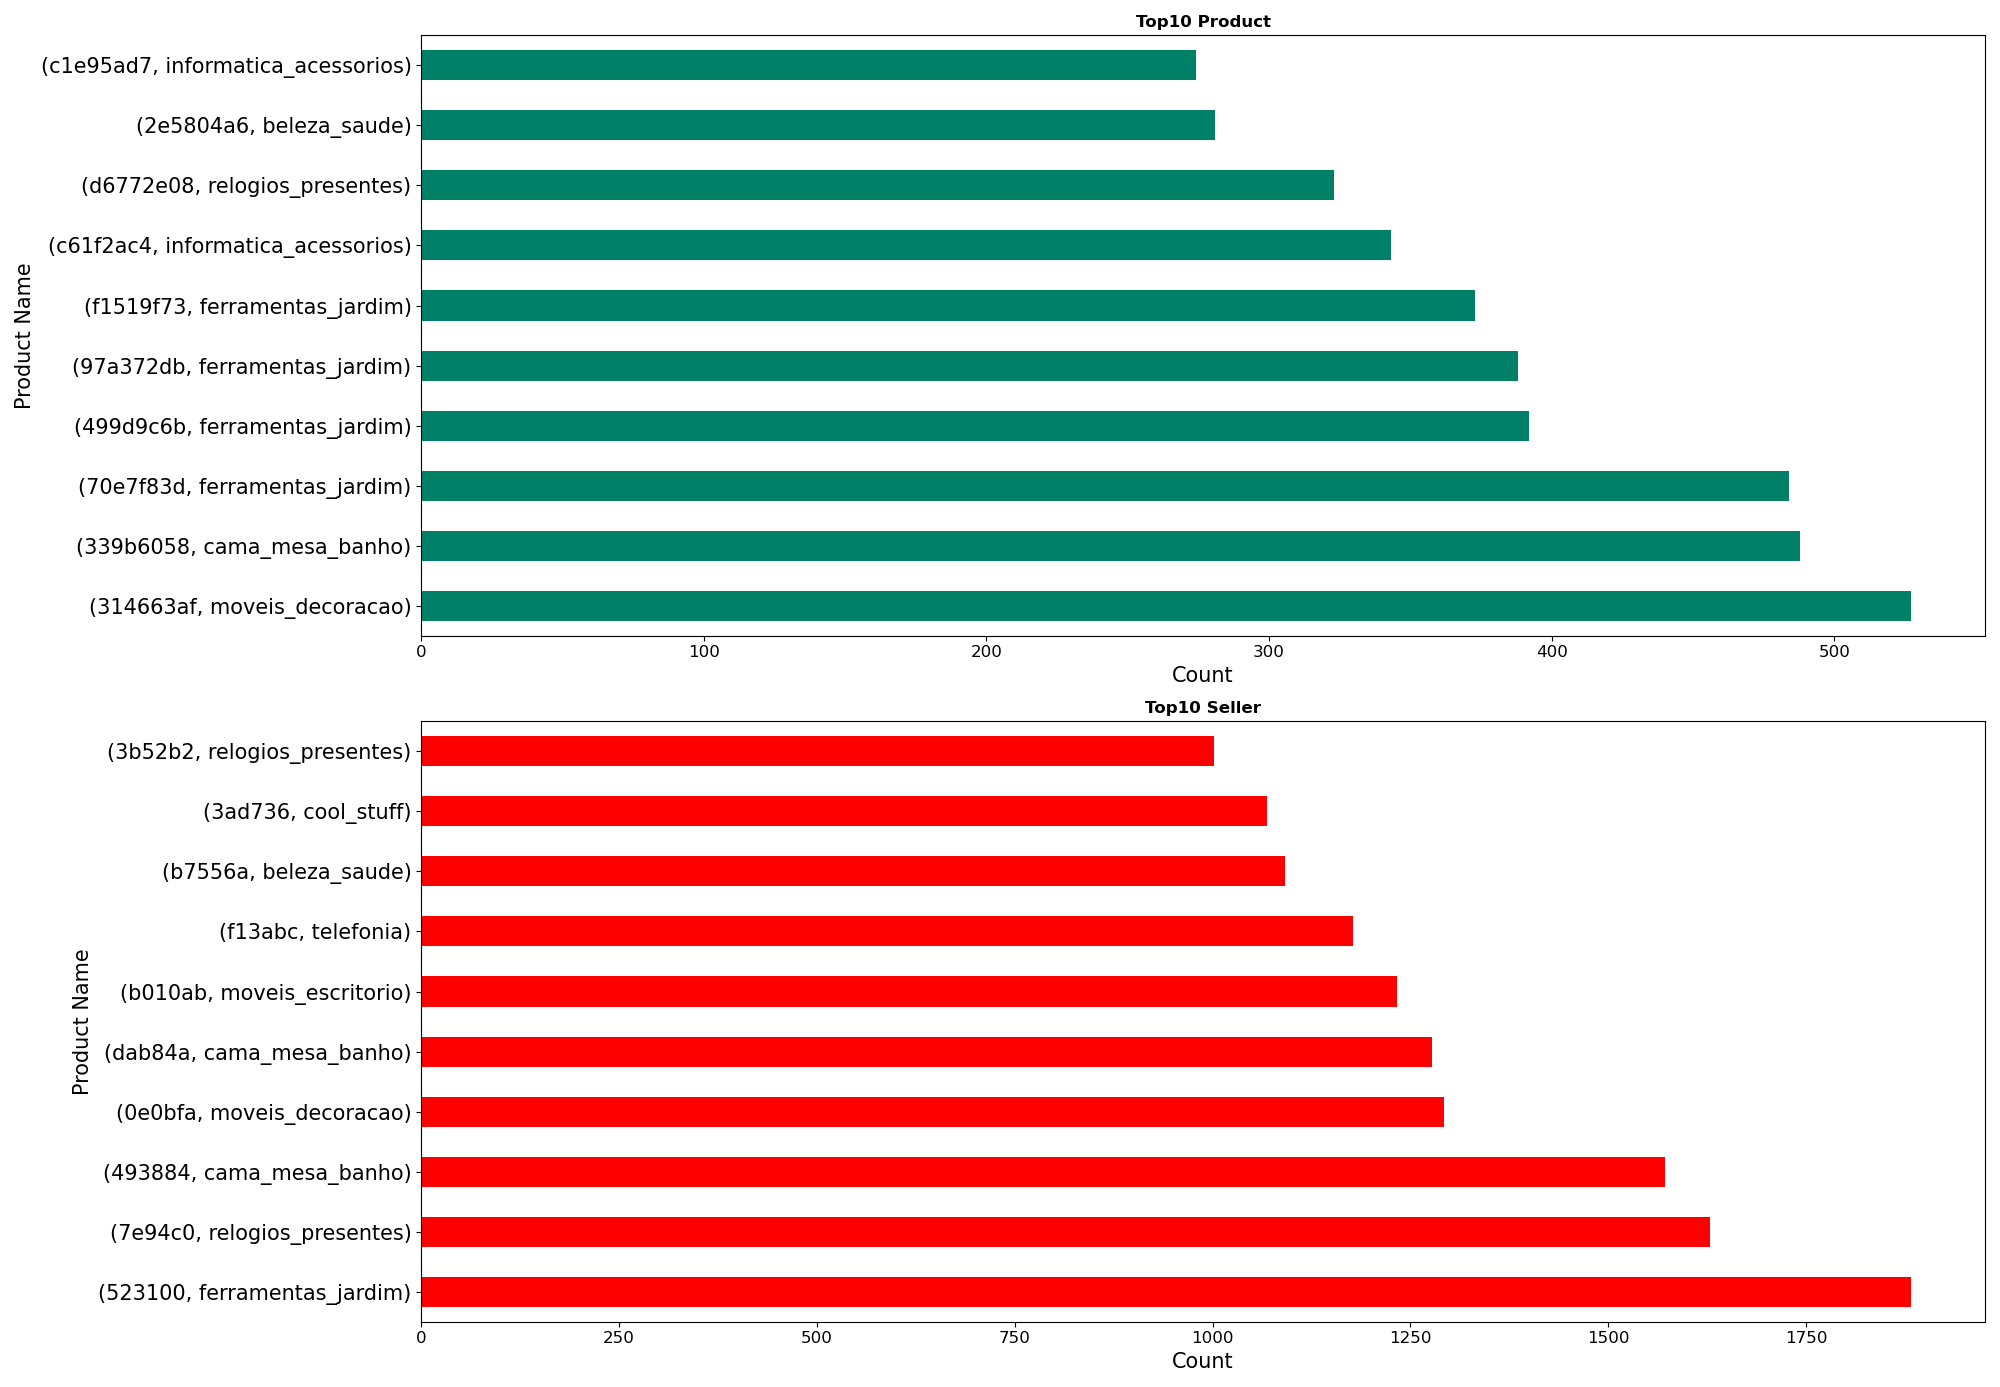 Top10 Product
Product Name
(c1e95ad7, informatica_acessorios)
(2e5804a6, beleza_saude)
(d6772e08, relogios_presentes)
(c61f2ac4, informatica_acessorios)
(f1519f73, ferramentas_jardim)
(97a372db, ferramentas_jardim)
(499d9c6b, ferramentas_jardim)
(70e7f83d, ferramentas_jardim)
(339b6058, cama_mesa_banho)
(314663af, moveis_decoracao)
0 100 200 300 400 500
Count
Top10 Seller
Product Name
(3b52b2, relogios_presentes)
(3ad736, cool_stuff)
(b7556a, beleza_saude)
(f13abc, telefonia)
(b010ab, moveis_escritorio)
(dab84a, cama_mesa_banho)
(0e0bfa, moveis_decoracao)
(493884, cama_mesa_banho)
(7e94c0, relogios_presentes)
(523100, ferramentas_jardim)
0 250 500 750 1000 1250 1500 1750
Count